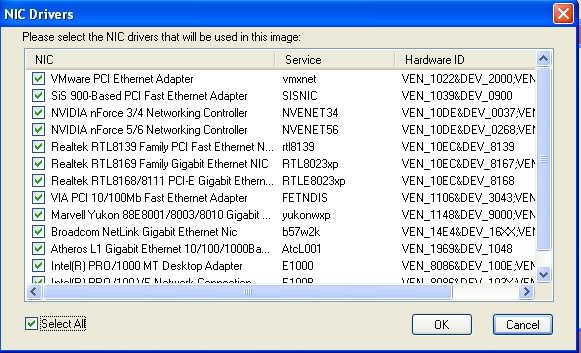 NIC Drivers
Please select the NIC drivers that will be used in this image:
NIC Service Hardware ID
VMware PCI Ethernet Adapter vmxnet VEN_1022&DEV_2000;VEN
SiS 900-Based PCI Fast Ethernet Adapter SISNIC VEN_1039&DEV_0900
NVIDIA nForce 3/4 Networking Controller NVENET34 VEN_10DE&DEV_0037;VEN
NVIDIA nForce 5/6 Networking Controller NVENET56 VEN_10DE&DEV_0268;VEN
Realtek RTL8139 Family PCI Fast Ethernet N... rtl8139 VEN_10EC&DEV_8139
Realtek RTL8169 Family Gigabit Ethernet NIC RTL8023xp VEN_10EC&DEV_8167;VEN
Realtek RTL8168/8111 PCI-E Gigabit Ethern... RTLE8023xp VEN_10EC&DEV_8168
VIA PCI 10/100Mb Fast Ethernet Adapter FETNDIS VEN_1106&DEV_3043;VEN
Marvell Yukon 88E8001/8003/8010 Gigabit ... yukonwxp VEN_1148&DEV_9000;VEN
Broadcom NetLink Gigabit Ethernet Nic b57w2k VEN_14E4&DEV_16XX;VEN
Atheros L1 Gigabit Ethernet 10/100/1000Ba... AtcL001 VEN_1969&DEV_1048
Intel(R) PRO/1000 MT Desktop Adapter E1000 VEN_8086&DEV_100E;VEN
Intel(R) PRO/100 VE Network Connection E100B
Select All OK Cancel